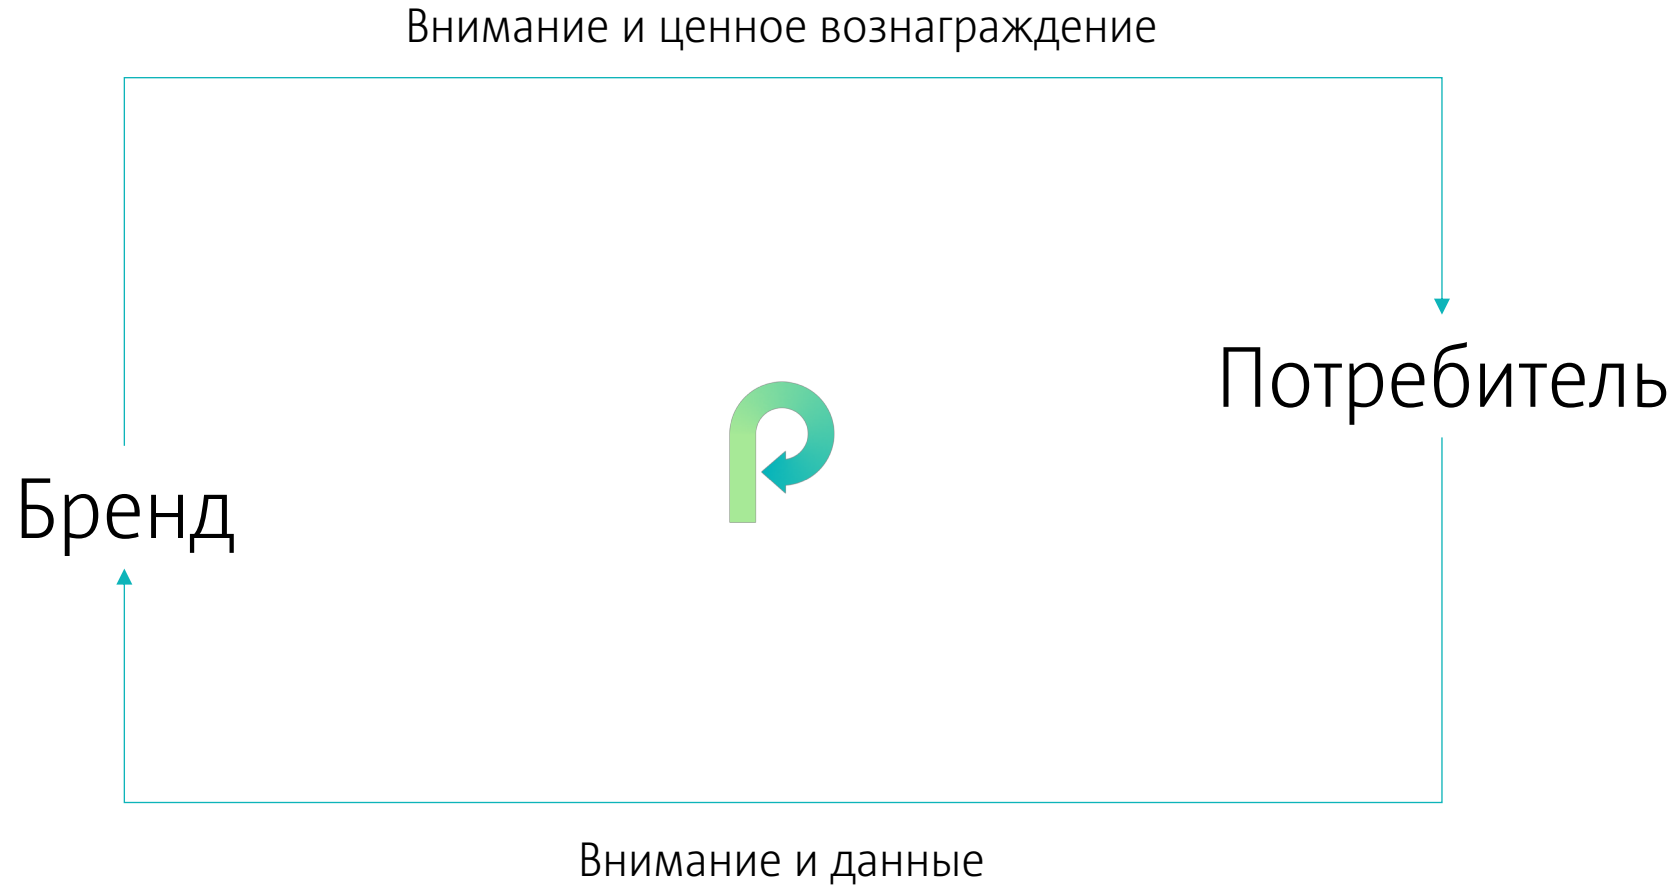 Внимание и ценное вознаграждение
Потребитель
Бренд
Внимание и данные